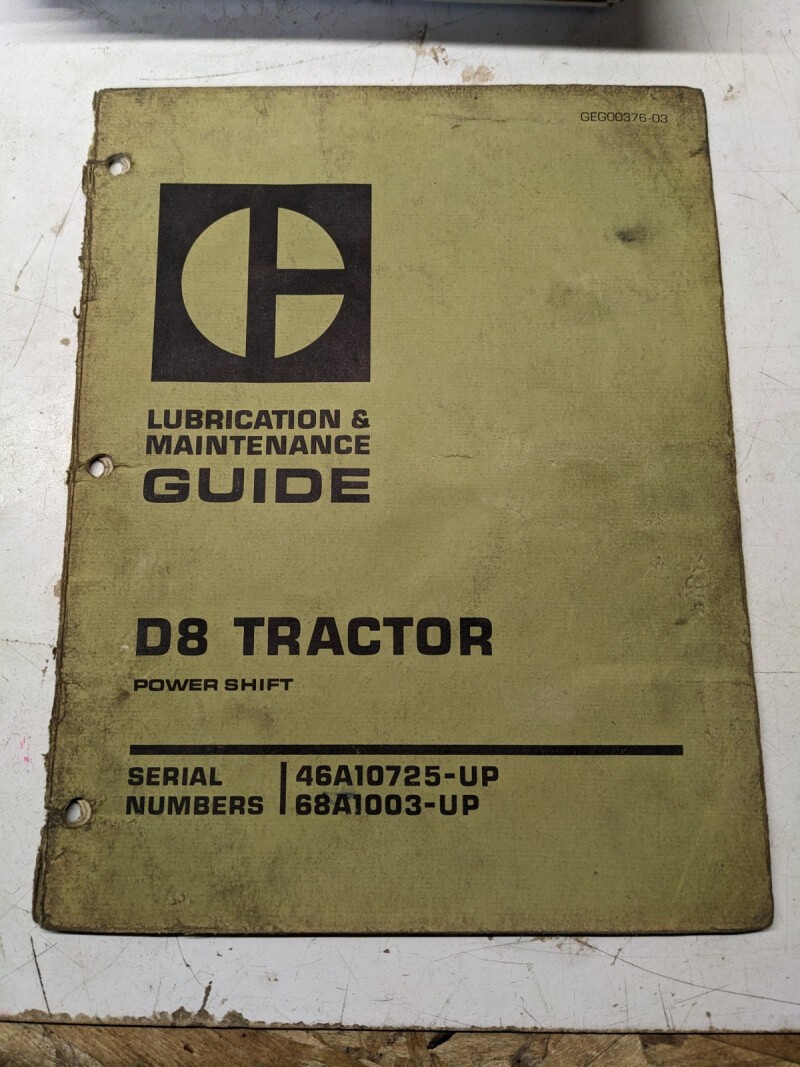 GEG00376-03
LUBRICATION &
MAINTENANCE
GUIDE
D8 TRACTOR
POWER SHIFT
SERIAL
NUMBERS
46A10725-UP
68A1003-UP